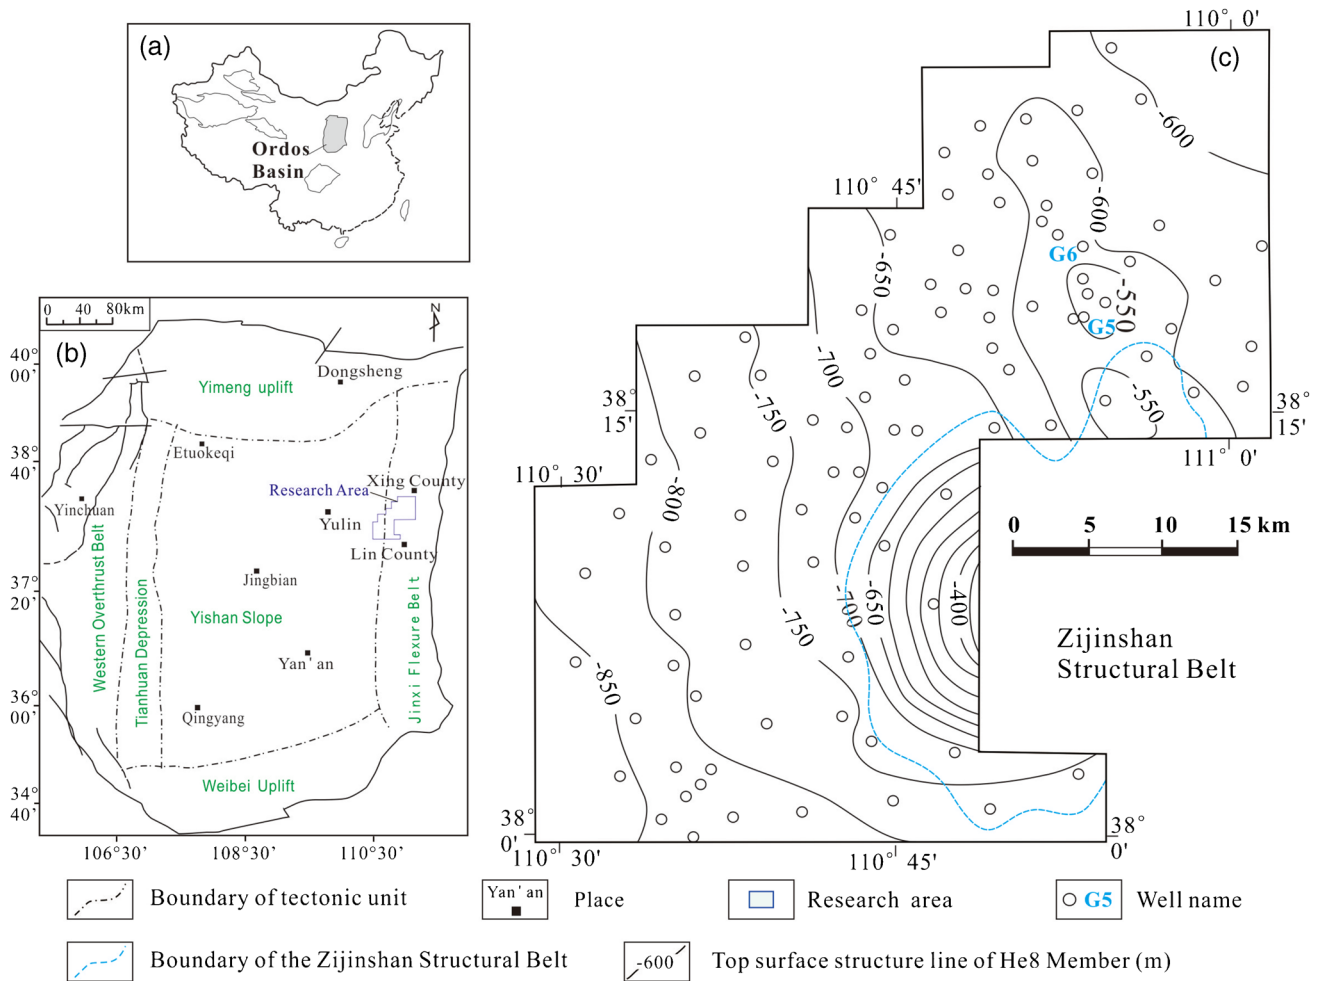 (a)
Ordos
Basin
0 40 80km
N
(b)
40°
00'
38°
40'
37°
20'
36°
00'
34°
40'
Dongsheng
Yimeng uplift
Etuokeqi
Xing County
Research Area
Yinchuan
Yulin
Lin County
Jingbian
Western Overthrust Belt
Tianhuan Depression
Yishan Slope
Jinxi Flexure Belt
Yan'an
Qingyang
Weibei Uplift
106°30'
108°30'
110°30'
(c)
110° 0'
110° 45'
38°
15'
110° 30'
38°
15'
111° 0'
-600
-600
-650
G6
-550
G5
-700
-750
-550
-800
0 5 10 15 km
-700
-650
-400
-750
-850
Zijinshan
Structural Belt
38°
0'
38°
0'
110° 30'
110° 45'
Boundary of tectonic unit
Yan'an
Place
Research area
G5
Well name
Boundary of the Zijinshan Structural Belt
-600
Top surface structure line of He8 Member (m)